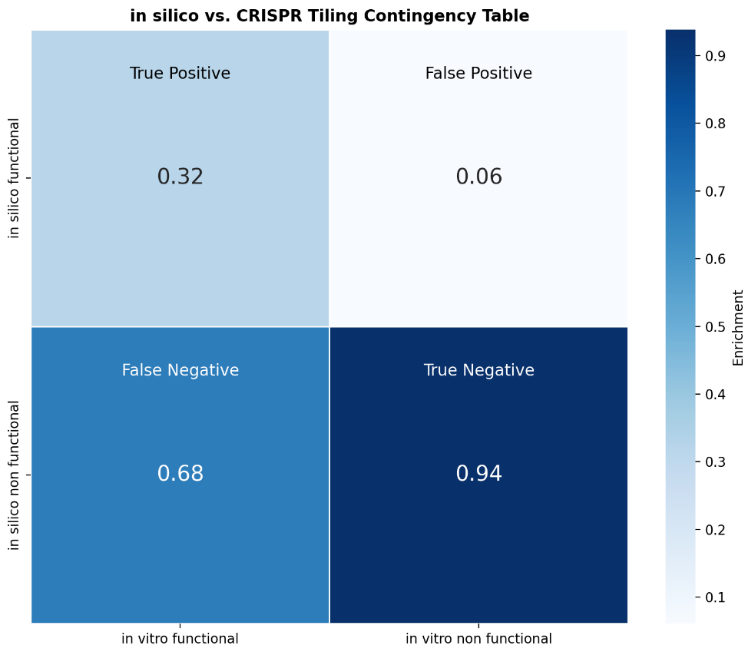 in silico vs. CRISPR Tiling Contingency Table
True Positive
False Positive
0.32
0.06
in silico functional
False Negative
True Negative
0.68
0.94
in silico non functional
in vitro functional
in vitro non functional
0.9
0.8
0.7
0.6
0.5
0.4
0.3
0.2
0.1
Enrichment